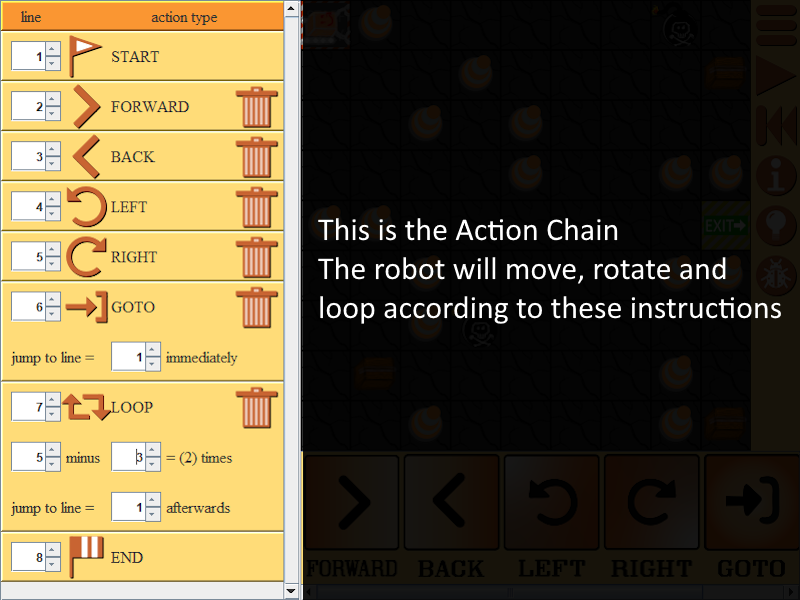 line action type
1 START
2 FORWARD
3 BACK
4 LEFT
5 RIGHT
6 GOTO
jump to line = 1 immediately
7 LOOP
5 minus 3 = (2) times
jump to line = 1 afterwards
8 END
This is the Action Chain
The robot will move, rotate and
loop according to these instructions
EXIT
FORWARD BACK LEFT RIGHT GOTO